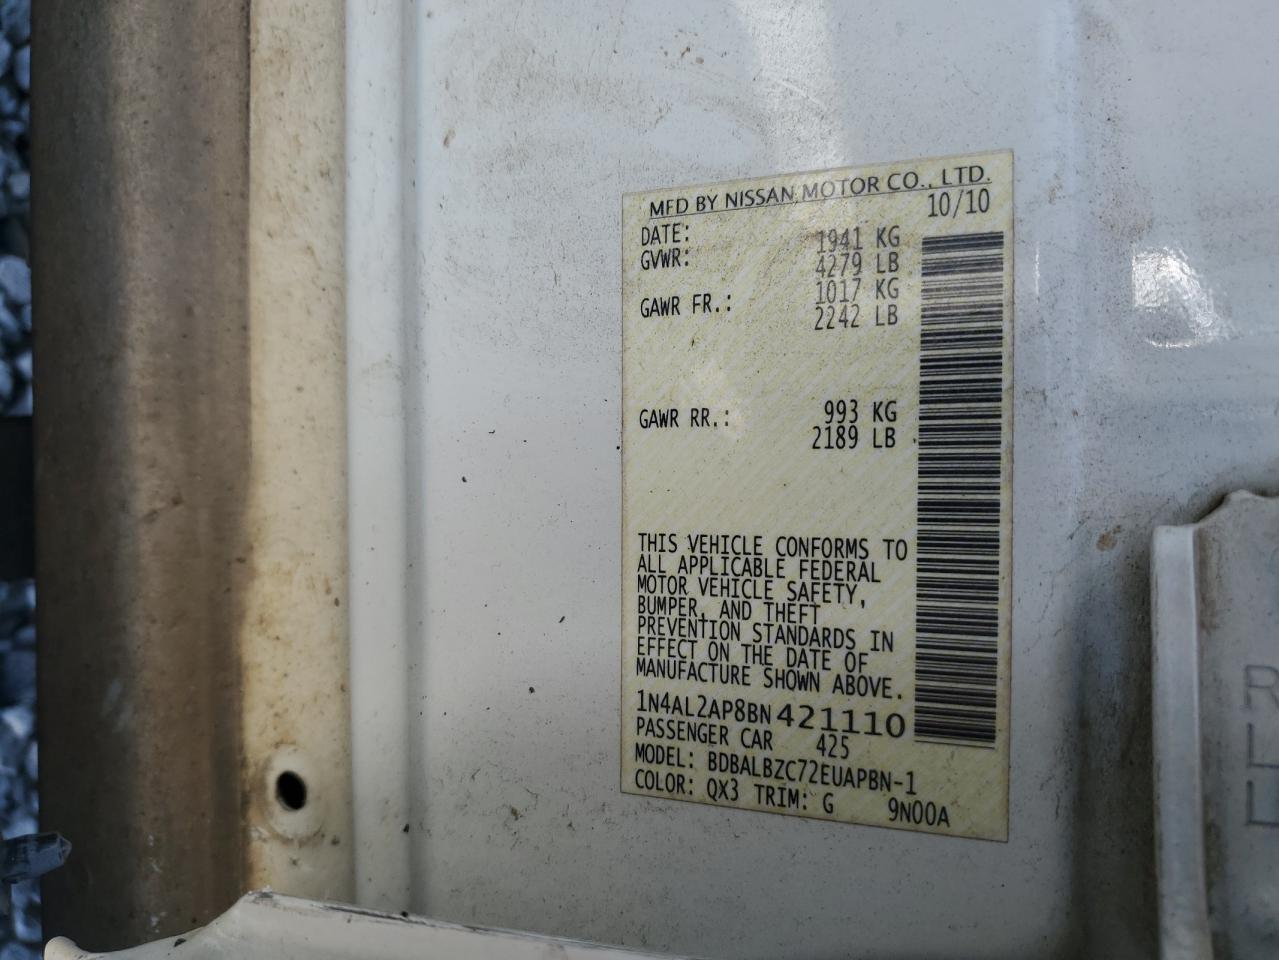 MFD BY NISSAN MOTOR CO., LTD.
DATE: 10/10
GVWR: 1941 KG
4279 LB
GAWR FR.: 1017 KG
2242 LB
GAWR RR.: 993 KG
2189 LB
THIS VEHICLE CONFORMS TO
ALL APPLICABLE FEDERAL
MOTOR VEHICLE SAFETY,
BUMPER, AND THEFT
PREVENTION STANDARDS IN
EFFECT ON THE DATE OF
MANUFACTURE SHOWN ABOVE.
1N4AL2AP8BN421110
PASSENGER CAR 425
MODEL: BDBALBZC72EUAPBN-1
COLOR: QX3 TRIM: G 9N00A